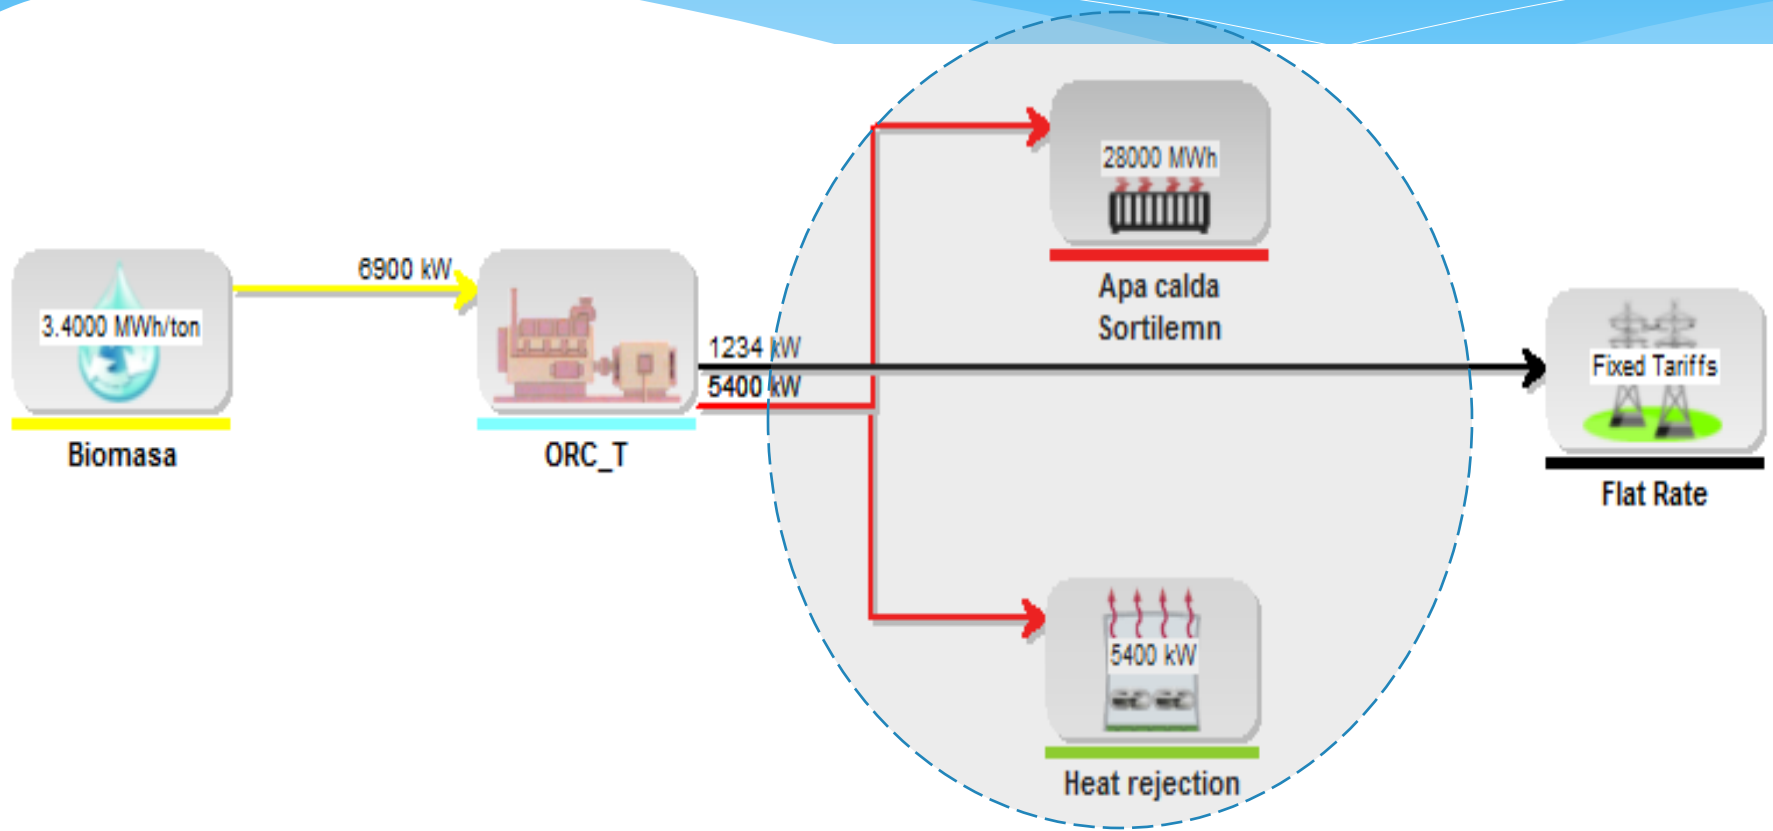 28000 MWh
Apa calda
Sortilemn
6900 kW
3.4000 MWh/ton
Biomasa
ORC_T
1234 kW
5400 kW
Fixed Tariffs
Flat Rate
5400 kW
Heat rejection